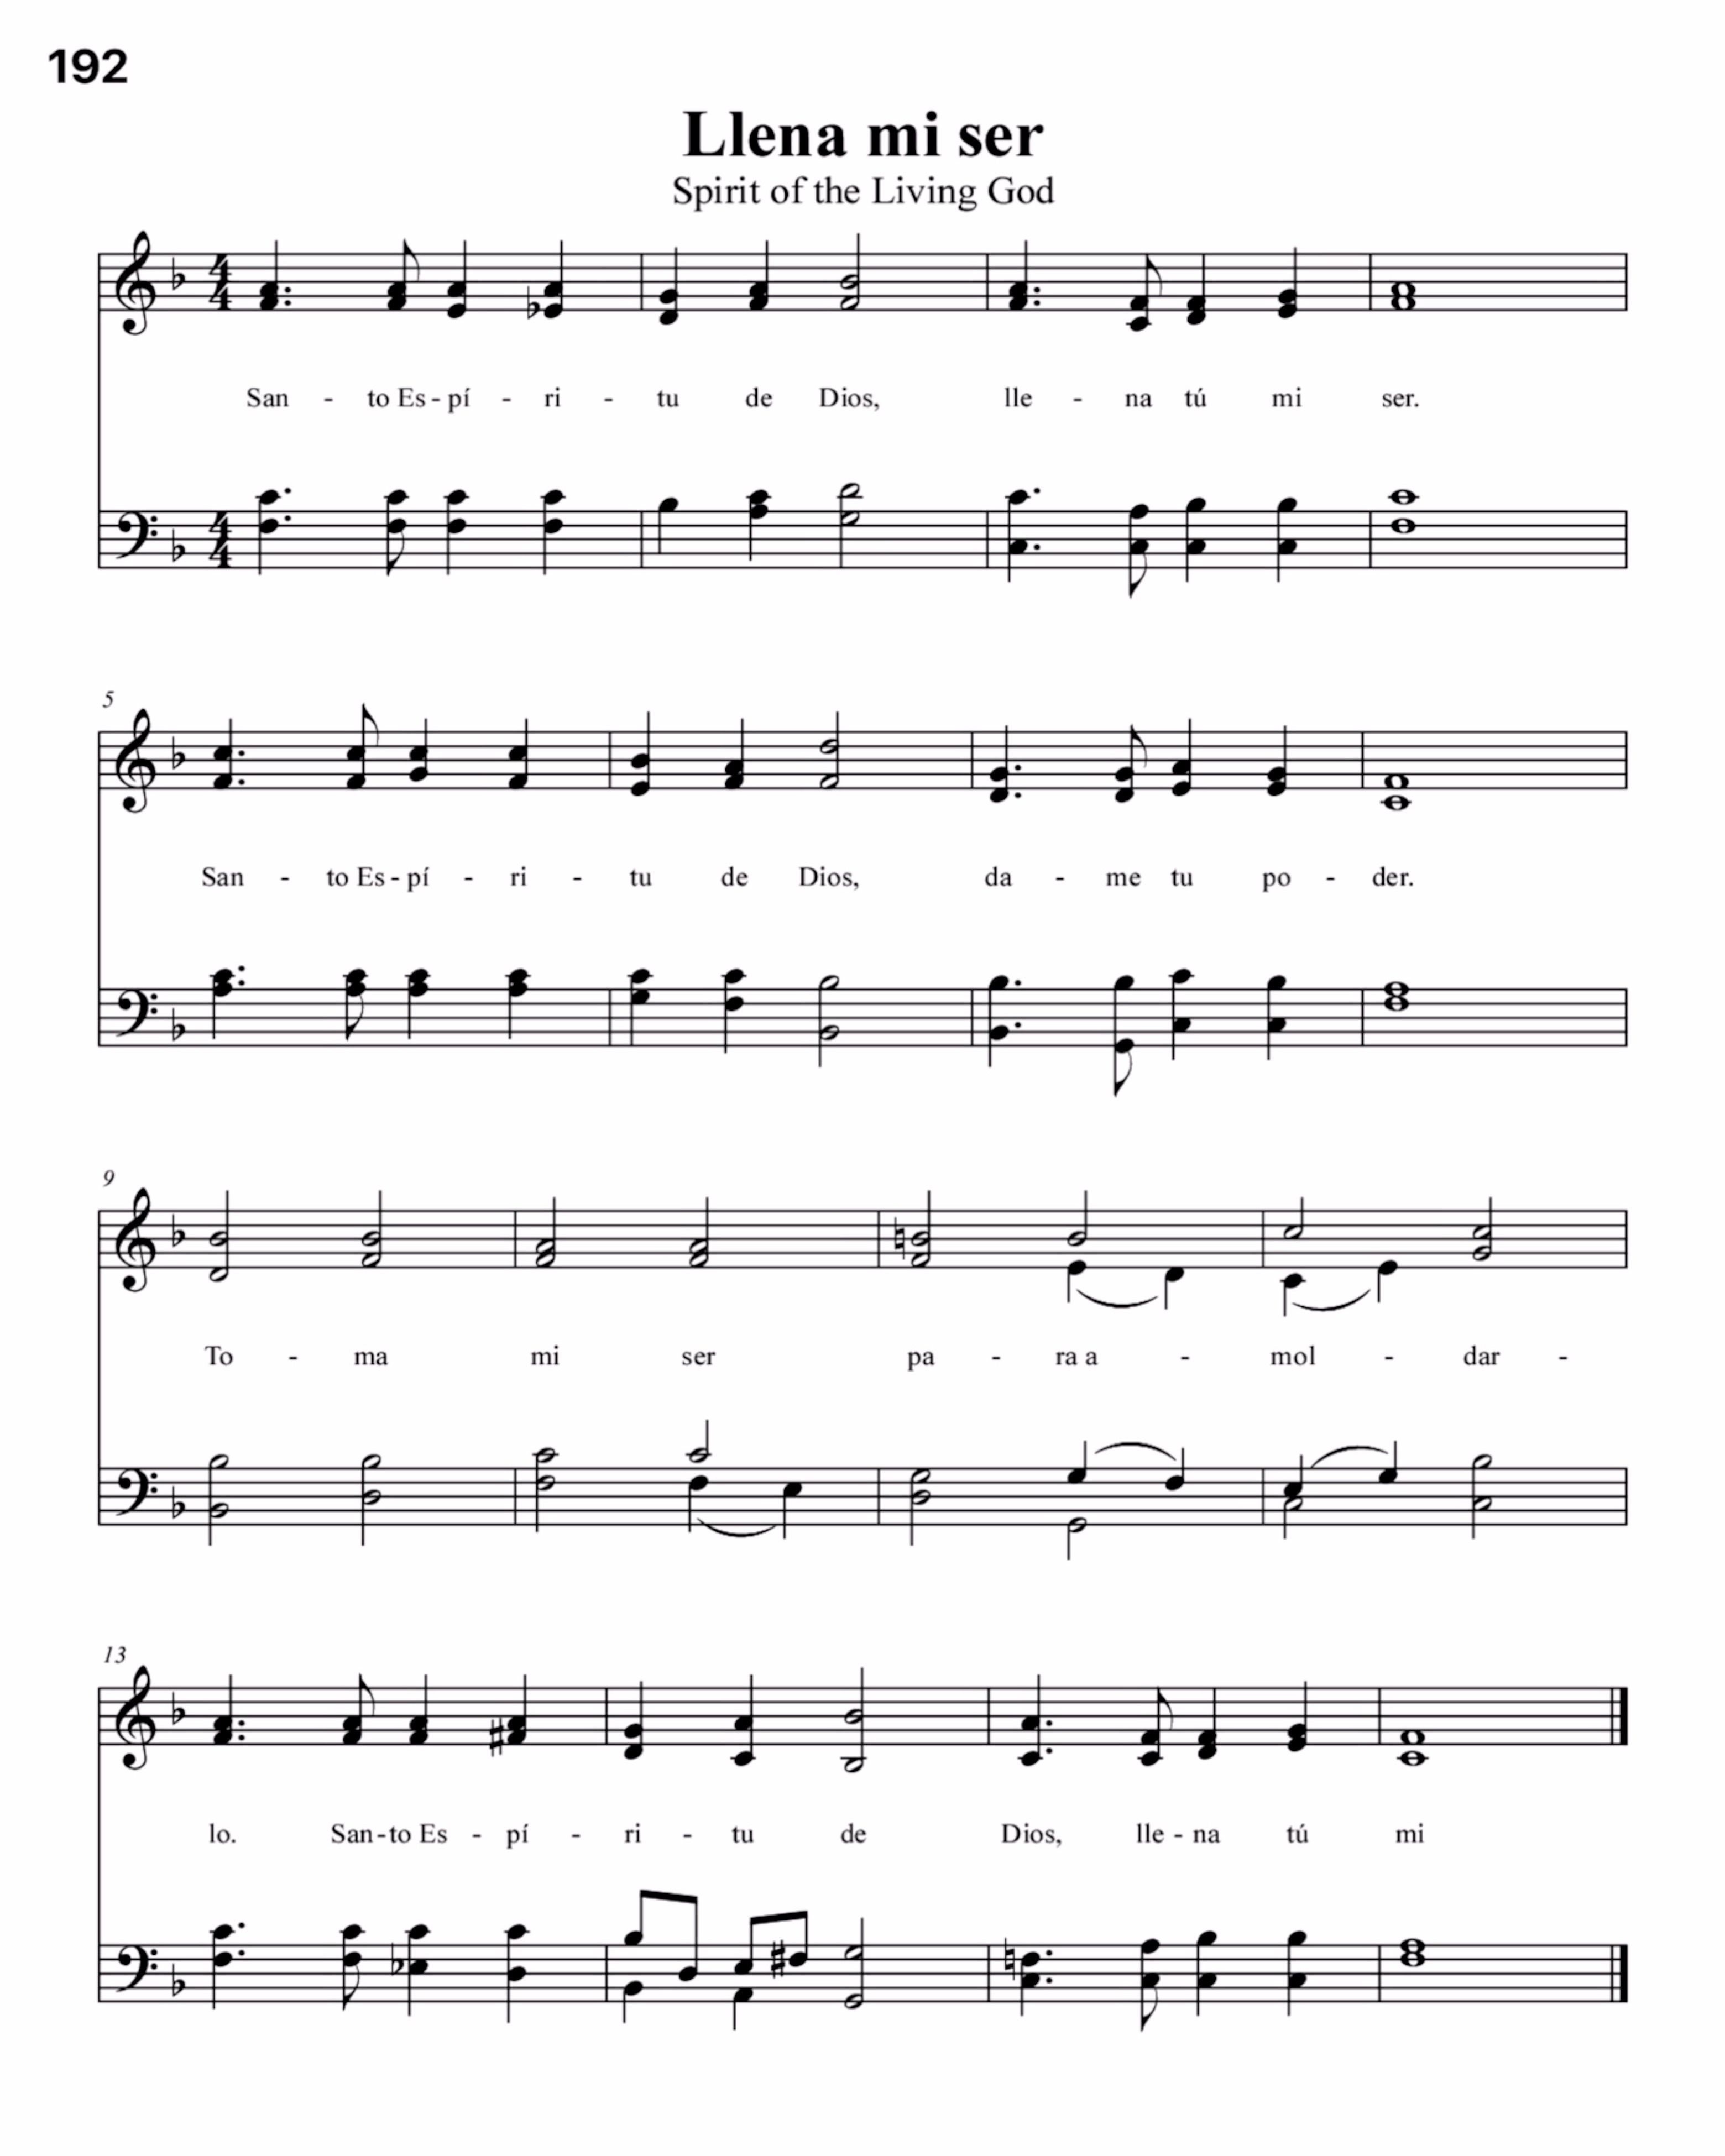 192
Llena mi ser
Spirit of the Living God
San - to Es - pí - ri - tu de Dios, lle - na tú mi ser.
5
San - to Es - pí - ri - tu de Dios, da - me tu po - der.
9
To - ma mi ser pa - ra a - mol - dar -
13
lo. San - to Es - pí - ri - tu de Dios, lle - na tú mi